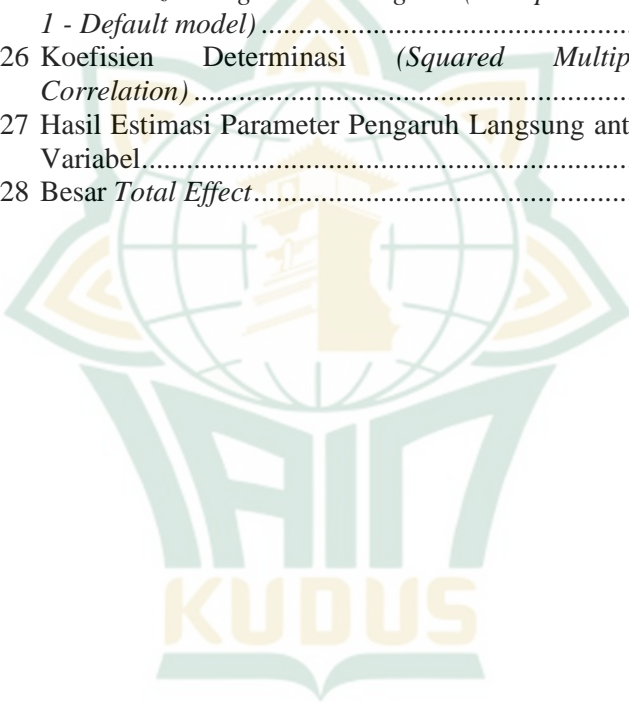 1 - Default model) ........................................................
26 Koefisien Determinasi (Squared Multip
Correlation) ........................................................
27 Hasil Estimasi Parameter Pengaruh Langsung ant
Variabel ........................................................
28 Besar Total Effect ........................................................
IAIN
KUDUS